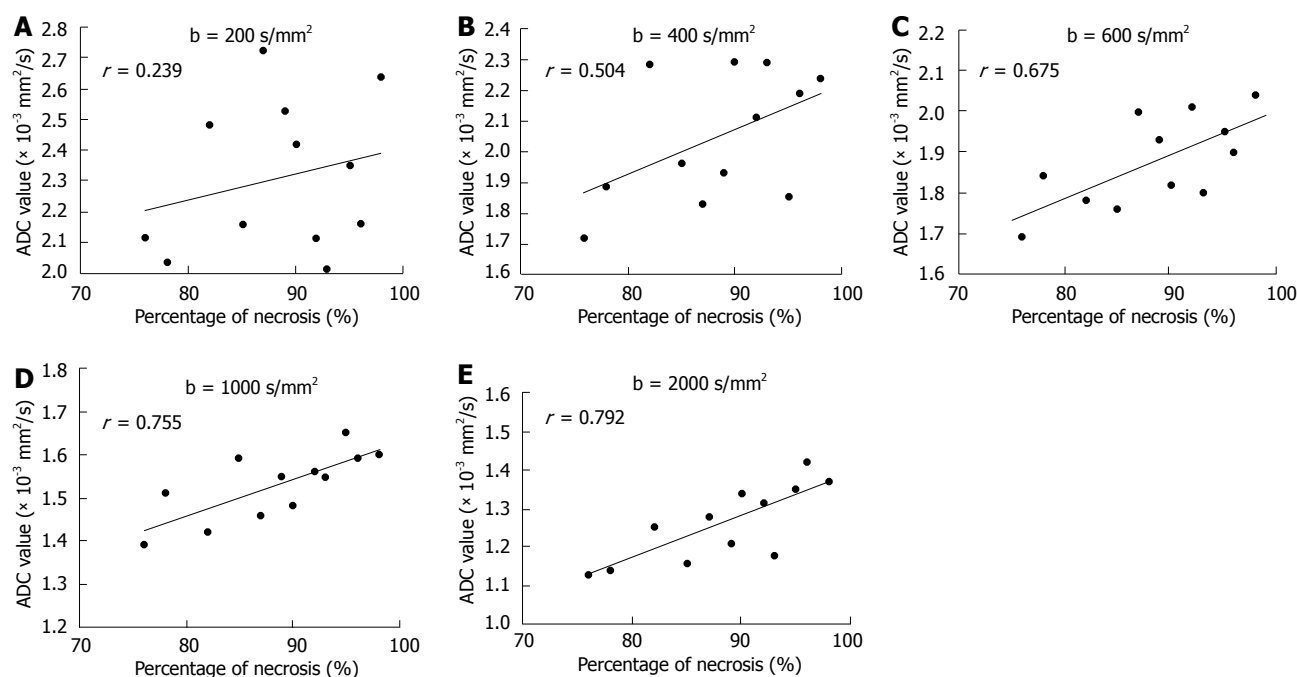 A
b = 200 s/mm²
r = 0.239
ADC value (× 10⁻³ mm²/s)
2.8
2.7
2.6
2.5
2.4
2.3
2.2
2.1
2.0
70 80 90 100
Percentage of necrosis (%)
B
b = 400 s/mm²
r = 0.504
ADC value (× 10⁻³ mm²/s)
2.4
2.3
2.2
2.1
2.0
1.9
1.8
1.7
1.6
70 80 90 100
Percentage of necrosis (%)
C
b = 600 s/mm²
r = 0.675
ADC value (× 10⁻³ mm²/s)
2.2
2.1
2.0
1.9
1.8
1.7
1.6
70 80 90 100
Percentage of necrosis (%)
D
b = 1000 s/mm²
r = 0.755
ADC value (× 10⁻³ mm²/s)
1.8
1.7
1.6
1.5
1.4
1.3
1.2
70 80 90 100
Percentage of necrosis (%)
E
b = 2000 s/mm²
r = 0.792
ADC value (× 10⁻³ mm²/s)
1.6
1.5
1.4
1.3
1.2
1.1
1.0
70 80 90 100
Percentage of necrosis (%)